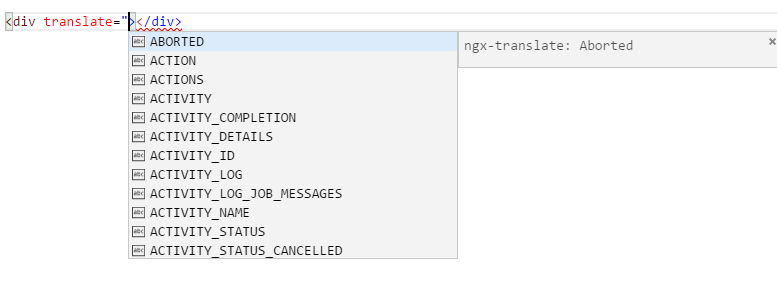 <div translate="></div>
ABORTED
ngx-translate: Aborted
ACTION
ACTIONS
ACTIVITY
ACTIVITY_COMPLETION
ACTIVITY_DETAILS
ACTIVITY_ID
ACTIVITY_LOG
ACTIVITY_LOG_JOB_MESSAGES
ACTIVITY_NAME
ACTIVITY_STATUS
ACTIVITY_STATUS_CANCELLED